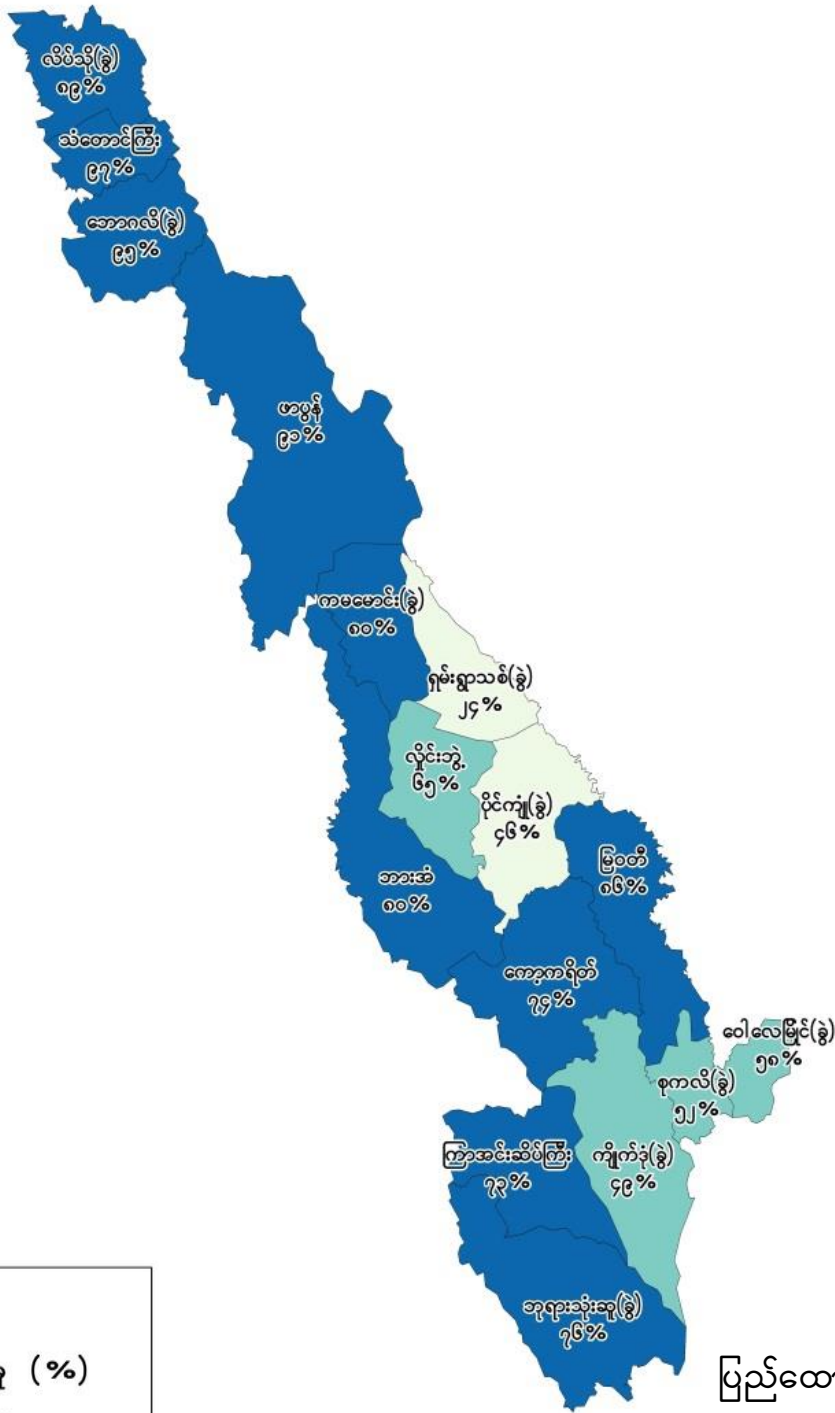 လိပ်သို(ခွဲ)
၈၉%
သံတောင်ကြီး
၉၇%
ဘောဂလိ(ခွဲ)
၉၅%
ဖာပွန်
၉၁%
ကမမောင်း(ခွဲ)
၈၀%
ရှမ်းရွာသစ်(ခွဲ)
၂၄%
လှိုင်းဘွဲ့
၆၅%
ပိုင်ကျုံ(ခွဲ)
၄၆%
မြဝတီ
၈၆%
ဘားအံ
၈၀%
ကော့ကရိတ်
၇၄%
ဝေါလေမြိုင်(ခွဲ)
၅၈%
စုကလိ(ခွဲ)
၅၂%
ကြာအင်းဆိပ်ကြီး
၇၃%
ကျိုက်ဒုံ(ခွဲ)
၄၉%
ဘုရားသုံးဆူ(ခွဲ)
၇၆%
(%)